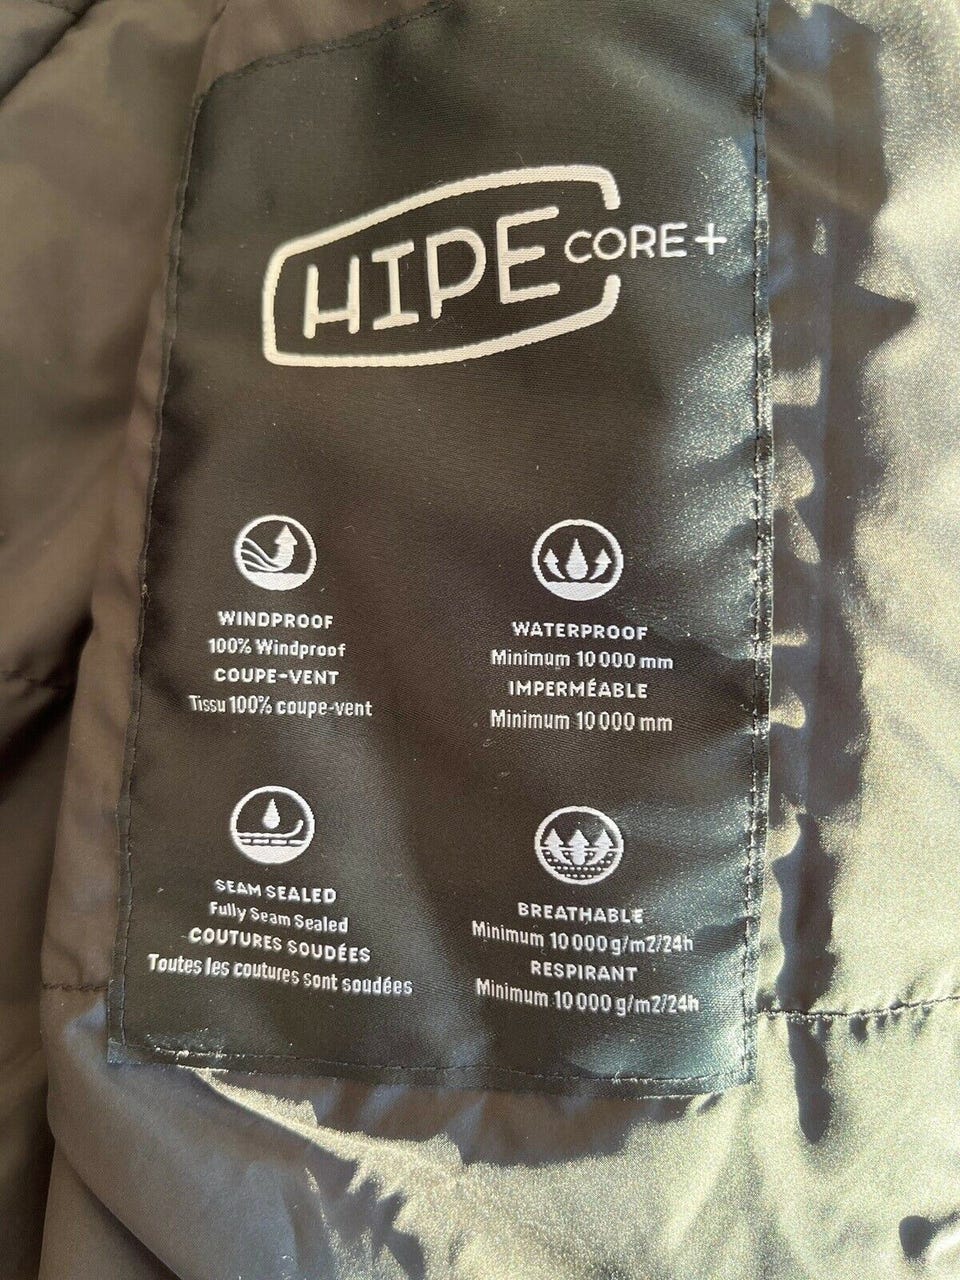 HIPE CORE+
WINDPROOF
100% Windproof
COUPE-VENT
Tissu 100% coupe-vent
WATERPROOF
Minimum 10 000 mm
IMPERMÉABLE
Minimum 10 000 mm
SEAM SEALED
Fully Seam Sealed
COUTURES SOUDÉES
Toutes les coutures sont soudées
BREATHABLE
Minimum 10 000 g/m2/24h
RESPIRANT
Minimum 10 000 g/m2/24h